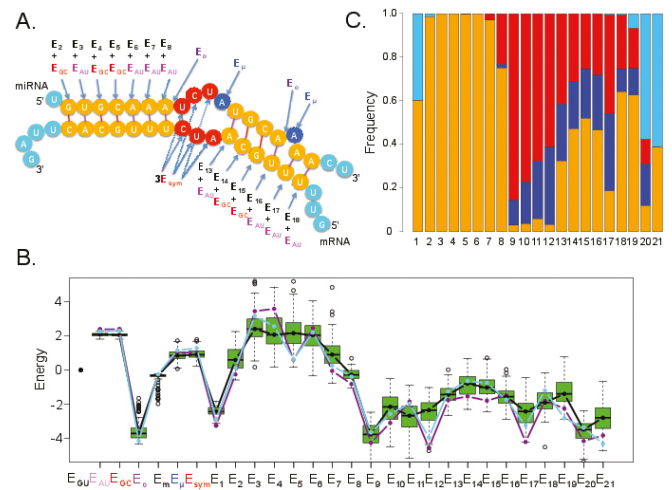 A.
E2 E3 E4 E5 E6 E7 E8
+ + + + + + +
EGC EAU EGC EGC EAU EAU EAU
Eo Eμ
Eo Eμ
miRNA
5'
U G U G C A A A U C U A U G C A A A A C U
3'
U U C A C G U U U C U A A C G U U
A
G
3'
U
G
5'
mRNA
3Esym
E13 E14 E15 E16 E17 E18
+ + + + + +
EAU EGC EGC EAU EAU EAU
C.
Frequency
1.0
0.8
0.6
0.4
0.2
0
1 2 3 4 5 6 7 8 9 10 11 12 13 14 15 16 17 18 19 20 21
B.
Energy
4
2
0
-2
-4
EGU EAU EGC Eo Em Eμ Esym E1 E2 E3 E4 E5 E6 E7 E8 E9 E10 E11 E12 E13 E14 E15 E16 E17 E18 E19 E20 E21